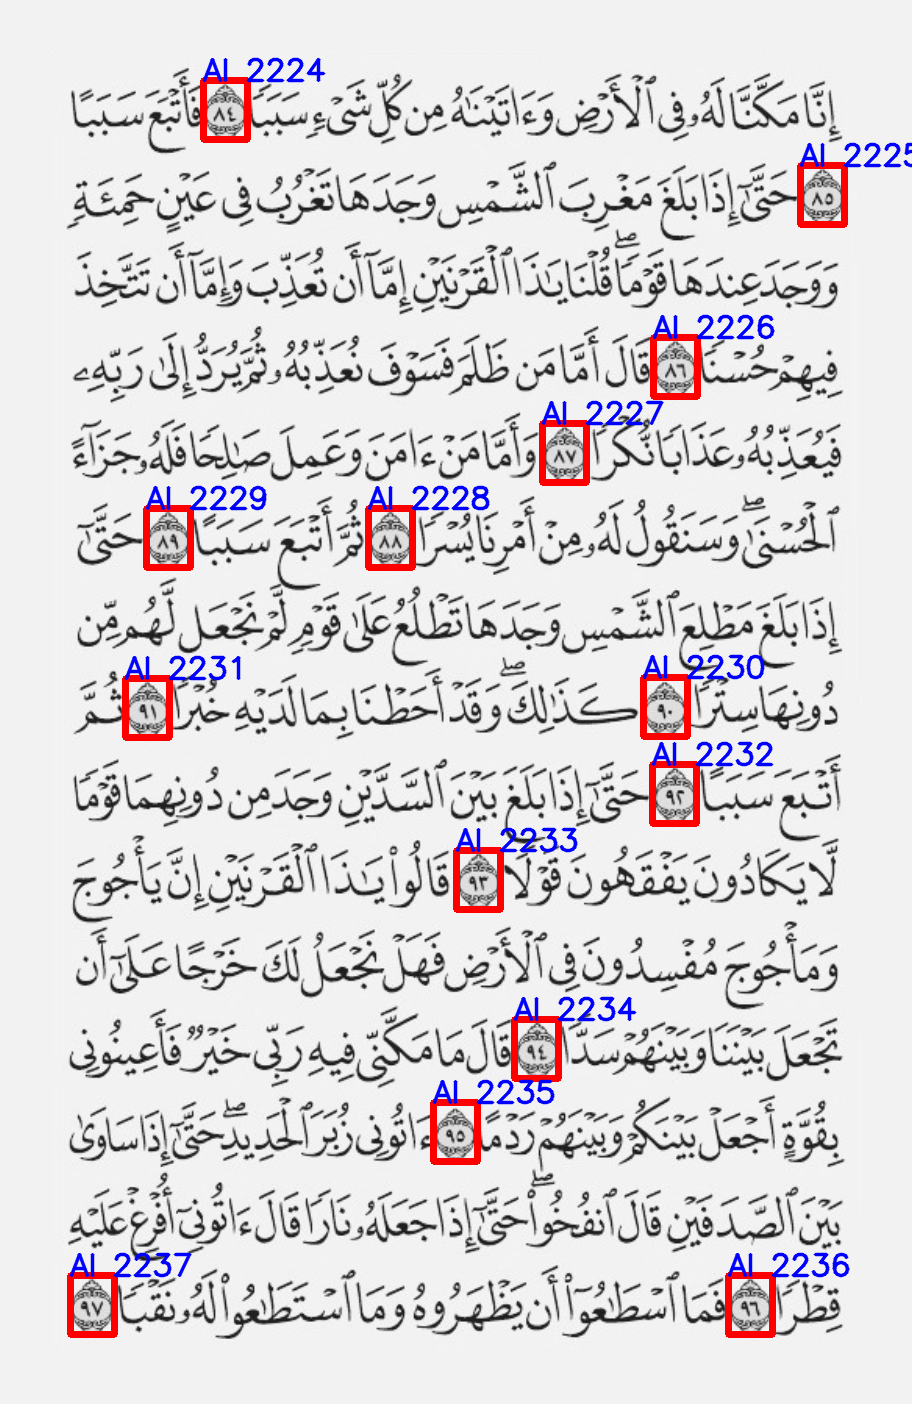 AI 2224
إِنَّا مَكَّنَّا لَهُۥ فِى ٱلْأَرْضِ وَءَاتَيْنَٰهُ مِن كُلِّ شَىْءٍ سَبَبًا ٨٤ فَأَتْبَعَ سَبَبًا
AI 2225
٨٥ حَتَّىٰٓ إِذَا بَلَغَ مَغْرِبَ ٱلشَّمْسِ وَجَدَهَا تَغْرُبُ فِى عَيْنٍ حَمِئَةٍ
وَوَجَدَ عِندَهَا قَوْمًا ۖ قُلْنَا يَٰذَا ٱلْقَرْنَيْنِ إِمَّآ أَن تُعَذِّبَ وَإِمَّآ أَن تَتَّخِذَ
AI 2226
فِيهِمْ حُسْنًا ٨٦ قَالَ أَمَّا مَن ظَلَمَ فَسَوْفَ نُعَذِّبُهُۥ ثُمَّ يُرَدُّ إِلَىٰ رَبِّهِۦ
AI 2227
فَيُعَذِّبُهُۥ عَذَابًا نُّكْرًا ٨٧ وَأَمَّا مَنْ ءَامَنَ وَعَمِلَ صَٰلِحًا فَلَهُۥ جَزَآءً
AI 2228 AI 2229
ٱلْحُسْنَىٰ ۖ وَسَنَقُولُ لَهُۥ مِنْ أَمْرِنَا يُسْرًا ٨٨ ثُمَّ أَتْبَعَ سَبَبًا ٨٩ حَتَّىٰٓ
إِذَا بَلَغَ مَطْلِعَ ٱلشَّمْسِ وَجَدَهَا تَطْلُعُ عَلَىٰ قَوْمٍ لَّمْ نَجْعَل لَّهُم مِّن
AI 2230 AI 2231
دُونِهَا سِتْرًا ٩٠ كَذَٰلِكَ ۖ وَقَدْ أَحَطْنَا بِمَا لَدَيْهِ خُبْرًا ٩١ ثُمَّ
AI 2232
أَتْبَعَ سَبَبًا ٩٢ حَتَّىٰٓ إِذَا بَلَغَ بَيْنَ ٱلسَّدَّيْنِ وَجَدَ مِن دُونِهِمَا قَوْمًا
AI 2233
لَّا يَكَادُونَ يَفْقَهُونَ قَوْلًا ٩٣ قَالُوا۟ يَٰذَا ٱلْقَرْنَيْنِ إِنَّ يَأْجُوجَ
وَمَأْجُوجَ مُفْسِدُونَ فِى ٱلْأَرْضِ فَهَلْ نَجْعَلُ لَكَ خَرْجًا عَلَىٰٓ أَن
AI 2234
تَجْعَلَ بَيْنَنَا وَبَيْنَهُمْ سَدًّا ٩٤ قَالَ مَا مَكَّنِّى فِيهِ رَبِّى خَيْرٌ فَأَعِينُونِى
AI 2235
بِقُوَّةٍ أَجْعَلْ بَيْنَكُمْ وَبَيْنَهُمْ رَدْمًا ٩٥ ءَاتُونِى زُبَرَ ٱلْحَدِيدِ ۖ حَتَّىٰٓ إِذَا سَاوَىٰ
بَيْنَ ٱلصَّدَفَيْنِ قَالَ ٱنفُخُوا۟ ۖ حَتَّىٰٓ إِذَا جَعَلَهُۥ نَارًا قَالَ ءَاتُونِىٓ أُفْرِغْ عَلَيْهِ
AI 2236 AI 2237
قِطْرًا ٩٦ فَمَا ٱسْطَٰعُوٓا۟ أَن يَظْهَرُوهُ وَمَا ٱسْتَطَٰعُوا۟ لَهُۥ نَقْبًا ٩٧